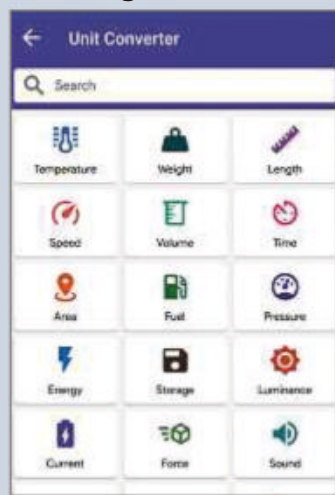 Unit Converter
Search
Temperature
Weight
Length
Speed
Volume
Time
Area
Fuel
Pressure
Energy
Storage
Luminance
Current
Force
Sound